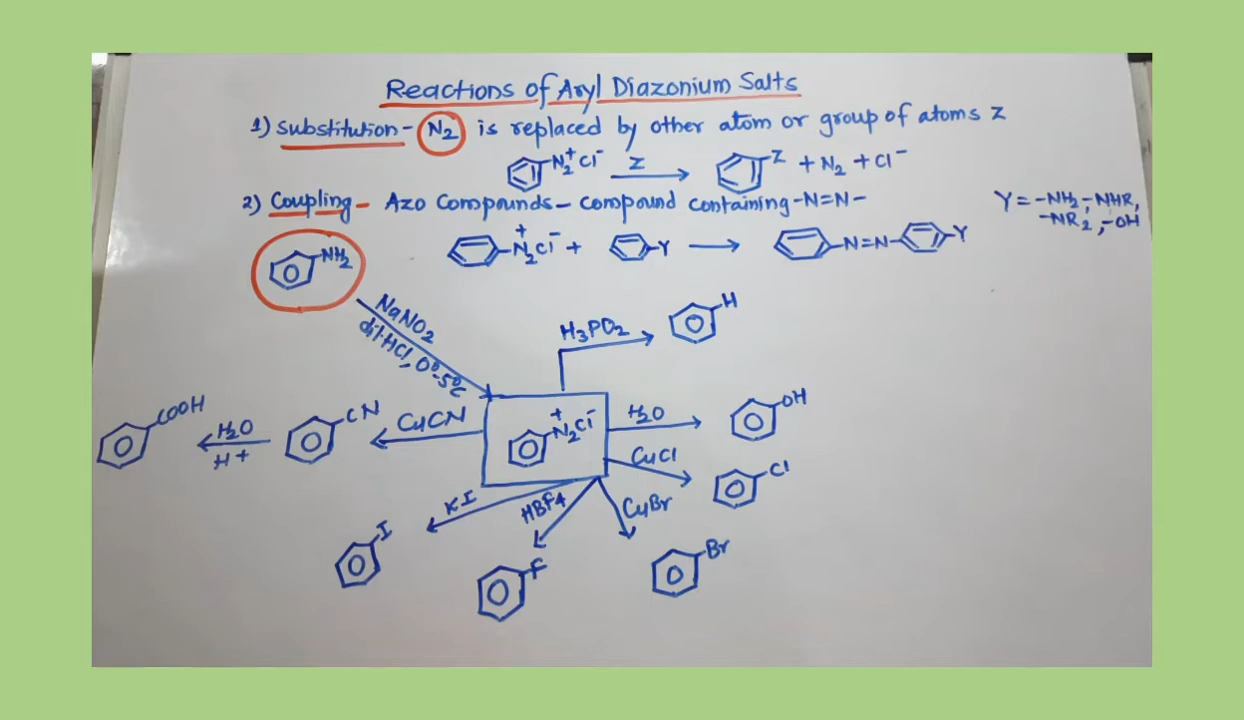 Reactions of Aryl Diazonium Salts
1) Substitution - N₂ is replaced by other atom or group of atoms Z
N₂⁺Cl⁻ Z → Z + N₂ + Cl⁻
2) Coupling - Azo Compounds - compound containing -N=N-
Y = -NH₂, -NHR,
-NR₂, -OH
N₂⁺Cl⁻ + Y → N=N Y
NH₂
NaNO₂
dil·HCl, 0°-5°C
H₃PO₂ H
COOH
H₂O
H+
CN
CuCN
N₂⁺Cl⁻
H₂O OH
CuCl Cl
KI I
HBF₄ F
CuBr Br